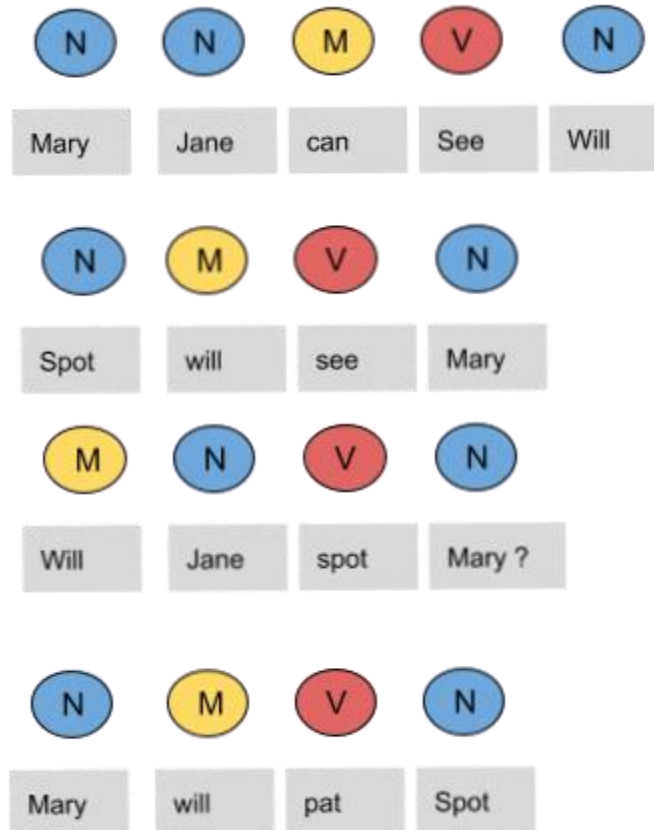 N N M V N
Mary Jane can See Will
N M V N
Spot will see Mary
M N V N
Will Jane spot Mary ?
N M V N
Mary will pat Spot